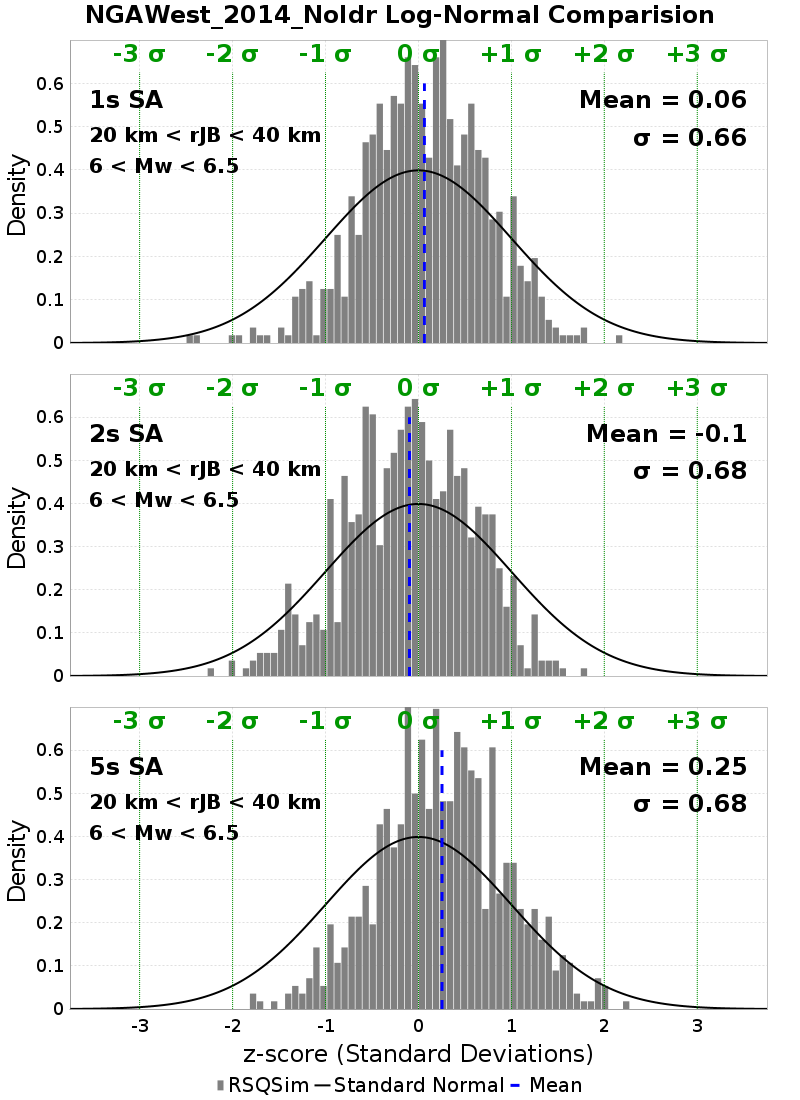 NGAWest_2014_NoIdr Log-Normal Comparision
-3 σ -2 σ -1 σ 0 σ +1 σ +2 σ +3 σ
1s SA Mean = 0.06
20 km < rJB < 40 km σ = 0.66
6 < Mw < 6.5
Density
0.6
0.5
0.4
0.3
0.2
0.1
0
-3 σ -2 σ -1 σ 0 σ +1 σ +2 σ +3 σ
2s SA Mean = -0.1
20 km < rJB < 40 km σ = 0.68
6 < Mw < 6.5
Density
0.6
0.5
0.4
0.3
0.2
0.1
0
-3 σ -2 σ -1 σ 0 σ +1 σ +2 σ +3 σ
5s SA Mean = 0.25
20 km < rJB < 40 km σ = 0.68
6 < Mw < 6.5
Density
0.6
0.5
0.4
0.3
0.2
0.1
0
-3 -2 -1 0 1 2 3
z-score (Standard Deviations)
RSQSim Standard Normal Mean